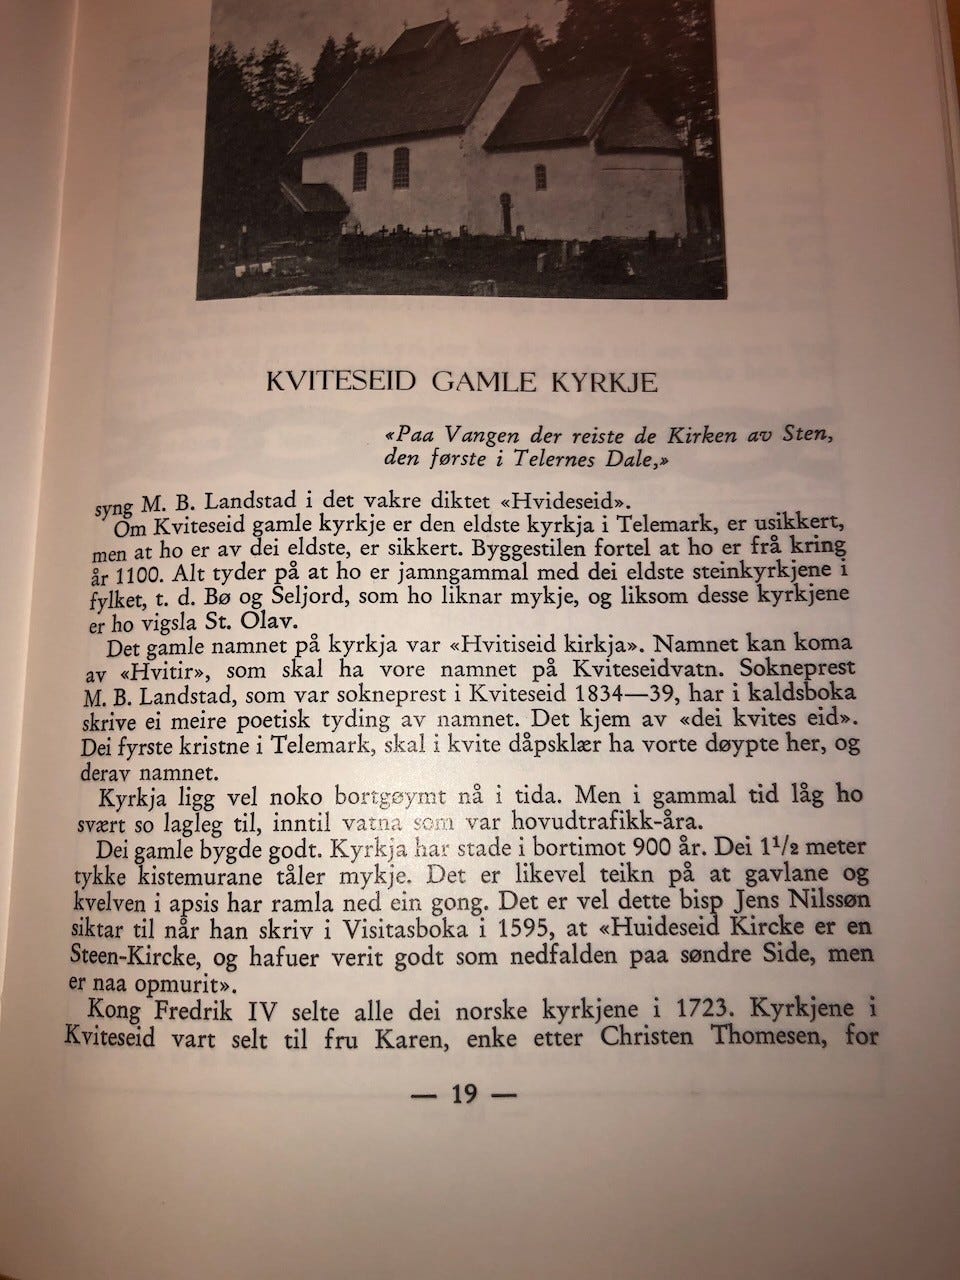 KVITESEID GAMLE KYRKJE
«Paa Vangen der reiste de Kirken av Sten,
den første i Telernes Dale,»
syng M. B. Landstad i det vakre diktet «Hvideseid».
Om Kviteseid gamle kyrkje er den eldste kyrkja i Telemark, er usikkert,
men at ho er av dei eldste, er sikkert. Byggestilen fortel at ho er frå kring
år 1100. Alt tyder på at ho er jamngammal med dei eldste steinkyrkjene i
fylket, t. d. Bø og Seljord, som ho liknar mykje, og liksom desse kyrkjene
er ho vigsla St. Olav.
Det gamle namnet på kyrkja var «Hvitiseid kirkja». Namnet kan koma
av «Hvitir», som skal ha vore namnet på Kviteseidvatn. Sokneprest
M. B. Landstad, som var sokneprest i Kviteseid 1834—39, har i kaldsboka
skrive ei meire poetisk tyding av namnet. Det kjem av «dei kvites eid».
Dei fyrste kristne i Telemark, skal i kvite dåpsklær ha vorte døypte her, og
derav namnet.
Kyrkja ligg vel noko bortgøymt nå i tida. Men i gammal tid låg ho
svært so lagleg til, inntil vatna som var hovudtrafikk-åra.
Dei gamle bygde godt. Kyrkja har stade i bortimot 900 år. Dei 1½ meter
tykke kistemurane tåler mykje. Det er likevel teikn på at gavlane og
kvelven i apsis har ramla ned ein gong. Det er vel dette bisp Jens Nilssøn
siktar til når han skriv i Visitasboka i 1595, at «Huideseid Kircke er en
Steen-Kircke, og hafuer verit godt som nedfalden paa søndre Side, men
er naa opmurit».
Kong Fredrik IV selte alle dei norske kyrkjene i 1723. Kyrkjene i
Kviteseid vart selt til fru Karen, enke etter Christen Thomesen, for
— 19 —